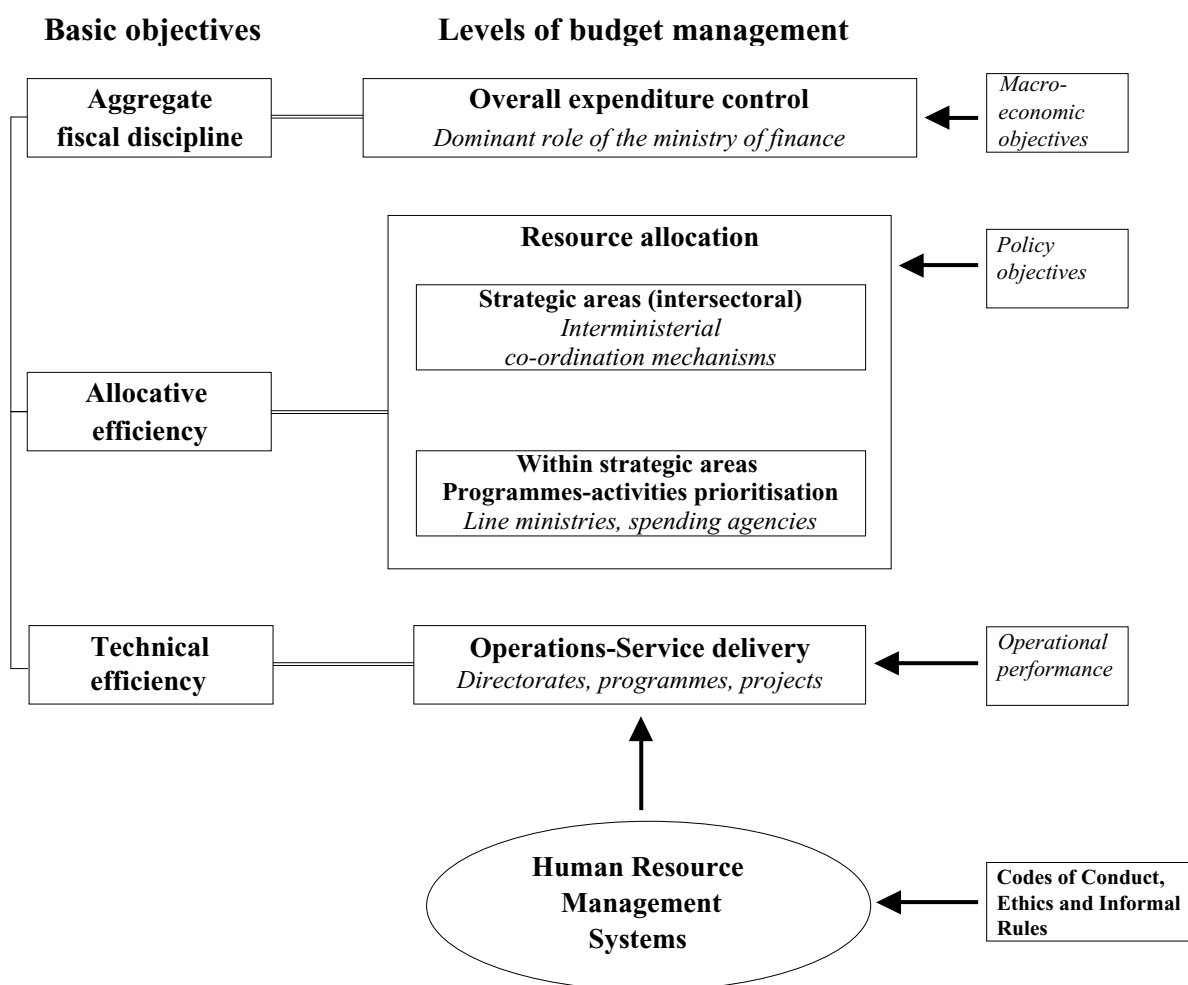 Basic objectives
Levels of budget management
Aggregate
fiscal discipline
Overall expenditure control
Dominant role of the ministry of finance
Macro-
economic
objectives
Resource allocation
Policy
objectives
Strategic areas (intersectoral)
Interministerial
co-ordination mechanisms
Allocative
efficiency
Within strategic areas
Programmes-activities prioritisation
Line ministries, spending agencies
Technical
efficiency
Operations-Service delivery
Directorates, programmes, projects
Operational
performance
Human Resource
Management
Systems
Codes of Conduct,
Ethics and Informal
Rules